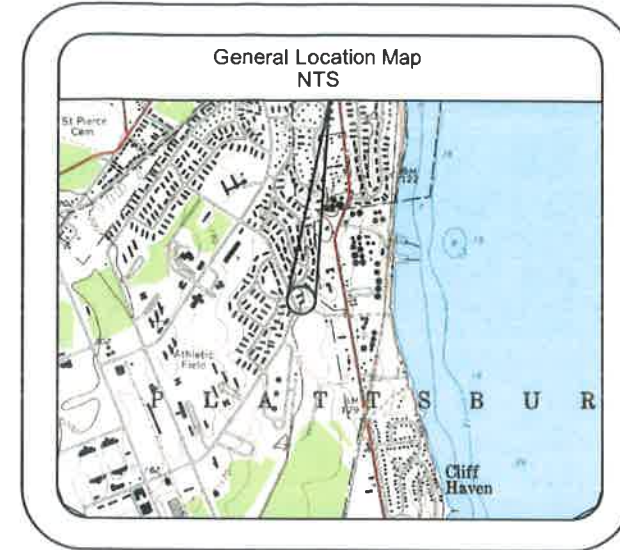 General Location Map
NTS
St Pierce
Cem
Athletic
Field
P L A T T S B U R
Cliff
Haven